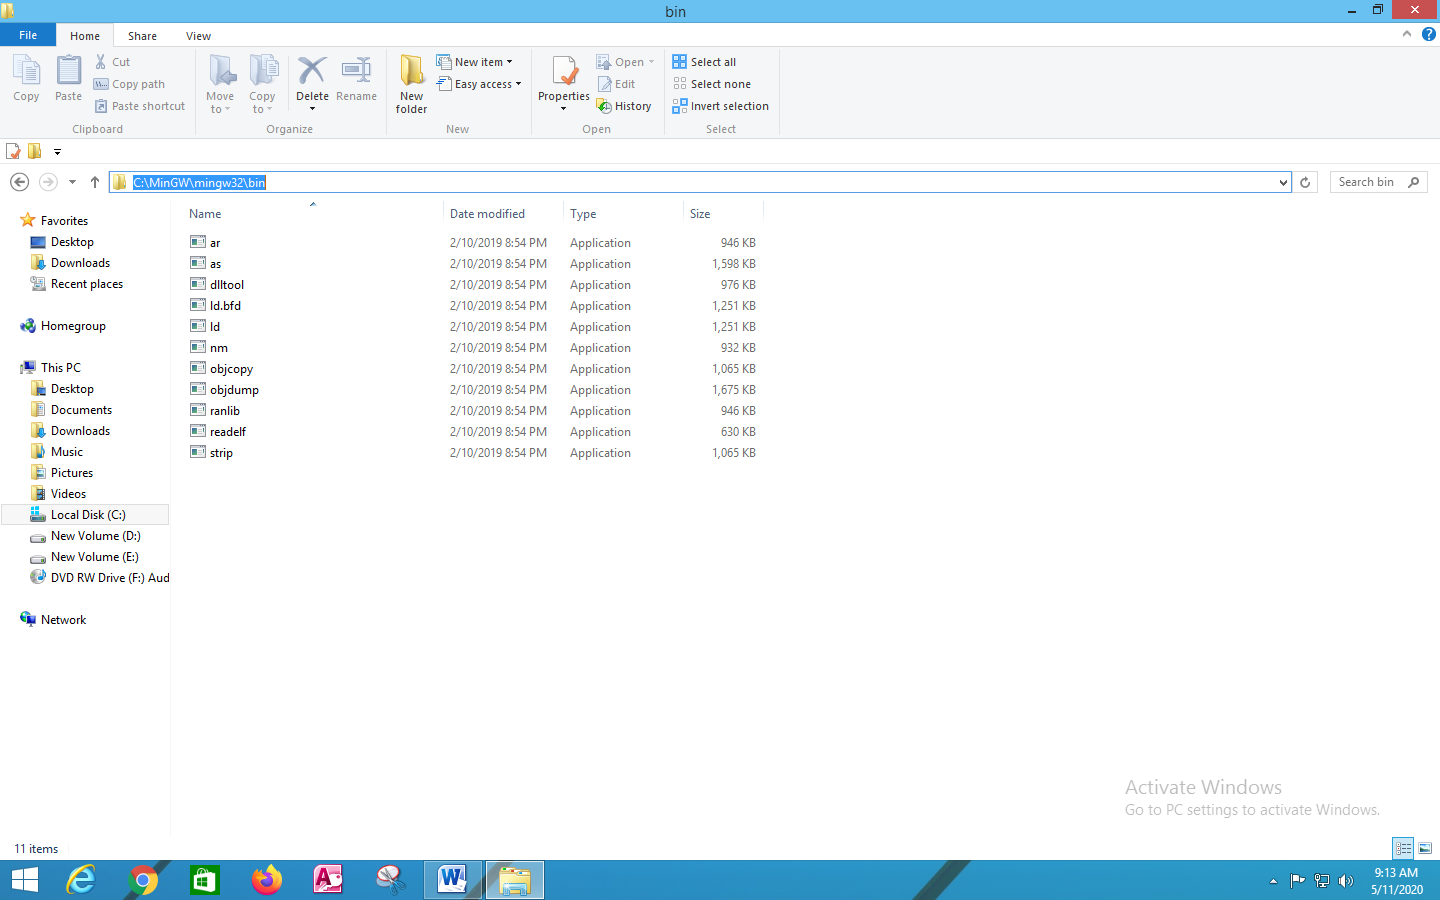 bin
File Home Share View
Copy
Paste
Cut
Copy path
Paste shortcut
Clipboard
Move to
Copy to
Delete
Rename
Organize
New folder
New item
Easy access
New
Properties
Open
Edit
History
Open
Select all
Select none
Invert selection
Select
C:\MinGW\mingw32\bin
Search bin
Favorites
Desktop
Downloads
Recent places
Homegroup
This PC
Desktop
Documents
Downloads
Music
Pictures
Videos
Local Disk (C:)
New Volume (D:)
New Volume (E:)
DVD RW Drive (F:) Aud
Network
Name Date modified Type Size
ar 2/10/2019 8:54 PM Application 946 KB
as 2/10/2019 8:54 PM Application 1,598 KB
dlltool 2/10/2019 8:54 PM Application 976 KB
ld.bfd 2/10/2019 8:54 PM Application 1,251 KB
ld 2/10/2019 8:54 PM Application 1,251 KB
nm 2/10/2019 8:54 PM Application 932 KB
objcopy 2/10/2019 8:54 PM Application 1,065 KB
objdump 2/10/2019 8:54 PM Application 1,675 KB
ranlib 2/10/2019 8:54 PM Application 946 KB
readelf 2/10/2019 8:54 PM Application 630 KB
strip 2/10/2019 8:54 PM Application 1,065 KB
Activate Windows
Go to PC settings to activate Windows.
11 items
9:13 AM
5/11/2020